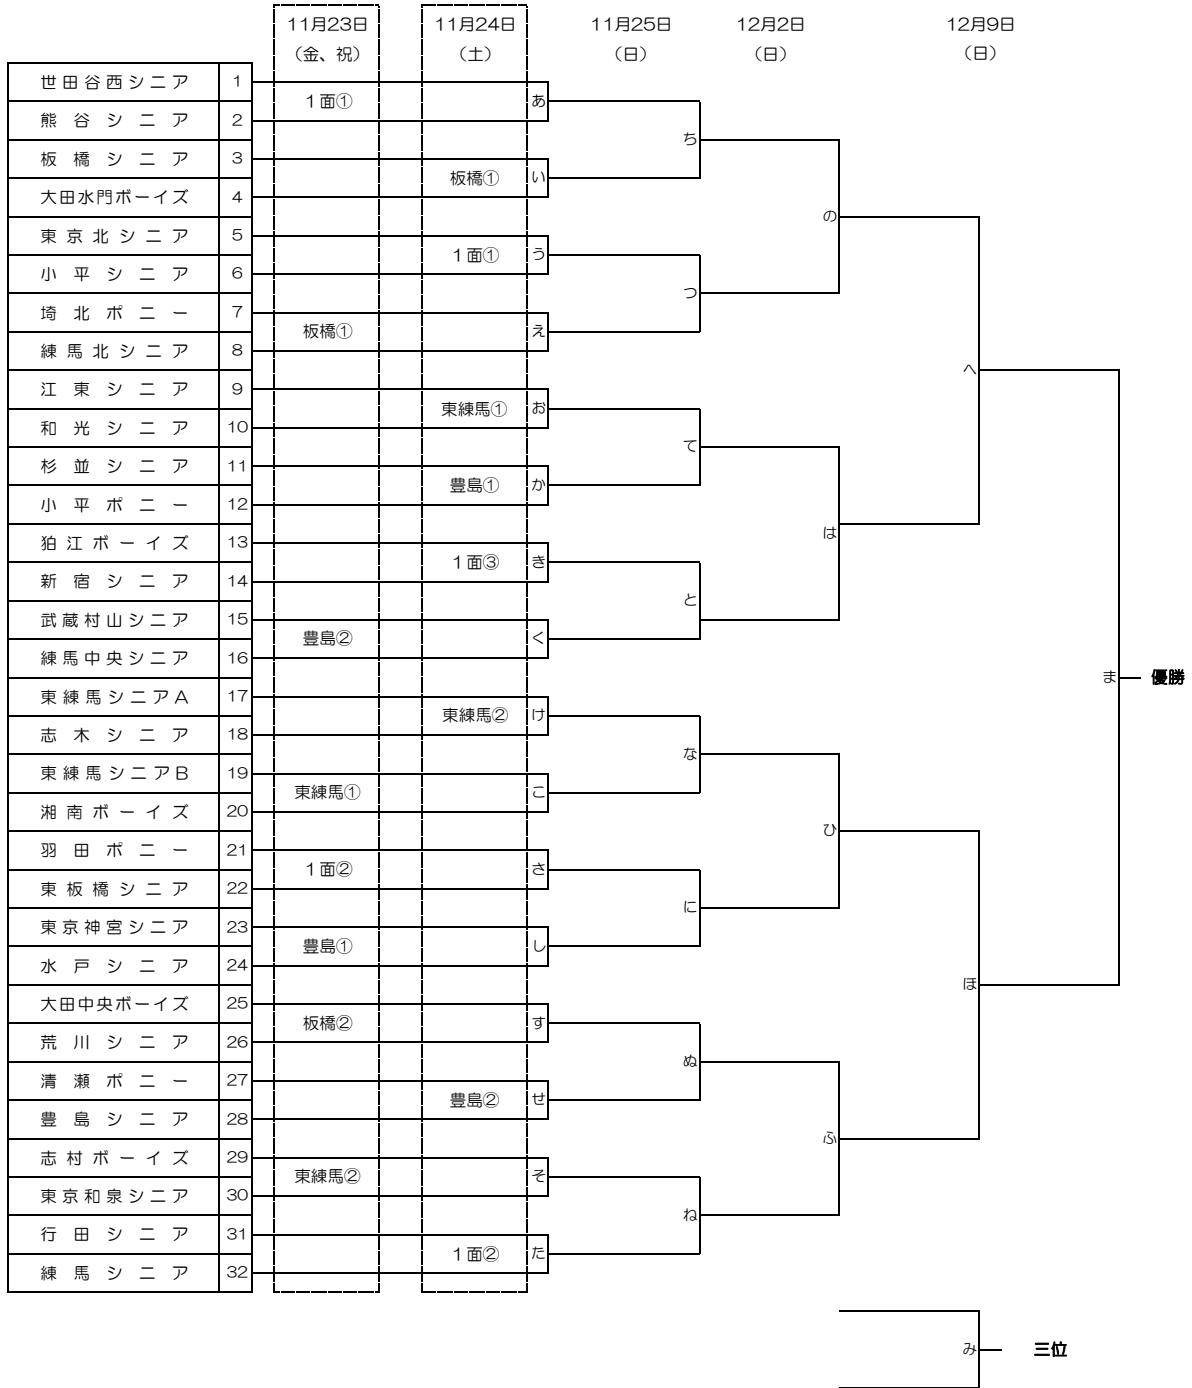 11月23日 11月24日 11月25日 12月2日 12月9日
（金、祝） （土） （日） （日） （日）
世田谷西シニア 1
１面① あ
熊谷シニア 2
ち
板橋シニア 3
板橋① い
大田水門ボーイズ 4
の
東京北シニア 5
１面① う
小平シニア 6
つ
埼北ポニー 7
板橋① え
練馬北シニア 8
へ
江東シニア 9
東練馬① お
和光シニア 10
て
杉並シニア 11
豊島① か
小平ポニー 12
は
狛江ボーイズ 13
１面③ き
新宿シニア 14
と
武蔵村山シニア 15
豊島② く
練馬中央シニア 16
ま 優勝
東練馬シニアA 17
東練馬② け
志木シニア 18
な
東練馬シニアB 19
東練馬① こ
湘南ボーイズ 20
ひ
羽田ポニー 21
１面② さ
東板橋シニア 22
に
東京神宮シニア 23
豊島① し
水戸シニア 24
ほ
大田中央ボーイズ 25
板橋② す
荒川シニア 26
ぬ
清瀬ポニー 27
豊島② せ
豊島シニア 28
ふ
志村ボーイズ 29
東練馬② そ
東京和泉シニア 30
ね
行田シニア 31
１面② た
練馬シニア 32
み 三位